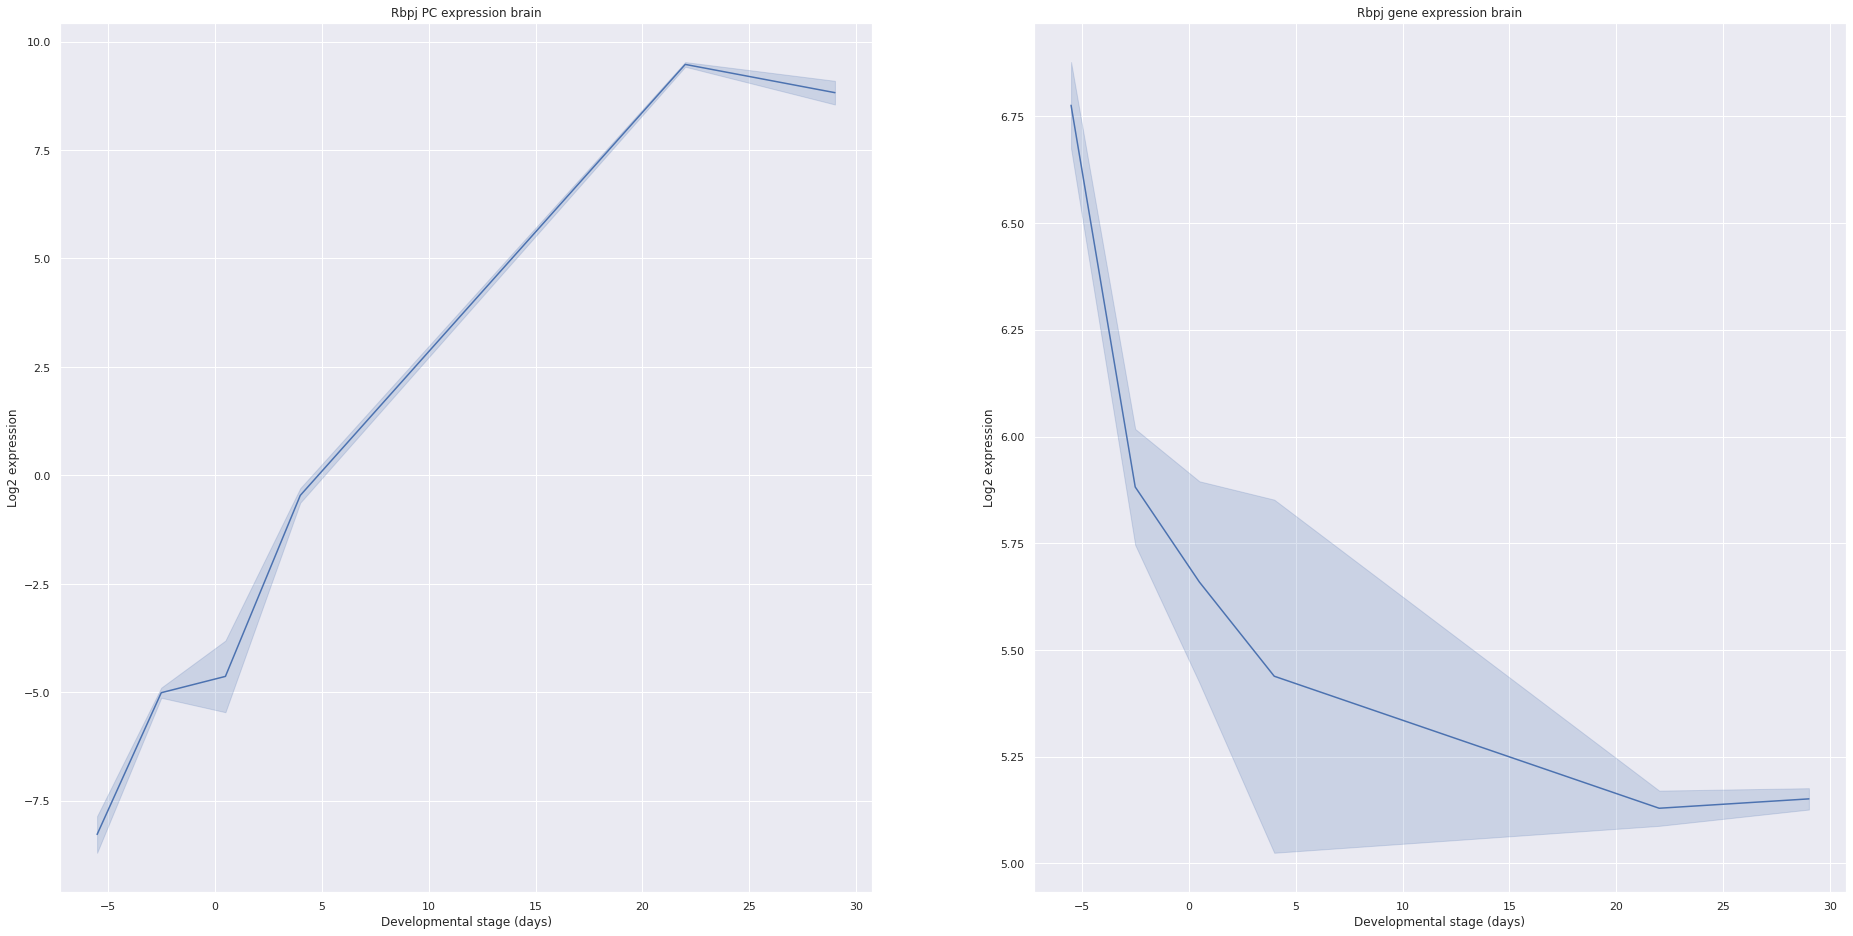 Rbpj PC expression brain
10.0
7.5
5.0
2.5
0.0
−2.5
−5.0
−7.5
Log2 expression
−5 0 5 10 15 20 25 30
Developmental stage (days)
Rbpj gene expression brain
6.75
6.50
6.25
6.00
5.75
5.50
5.25
5.00
Log2 expression
−5 0 5 10 15 20 25 30
Developmental stage (days)